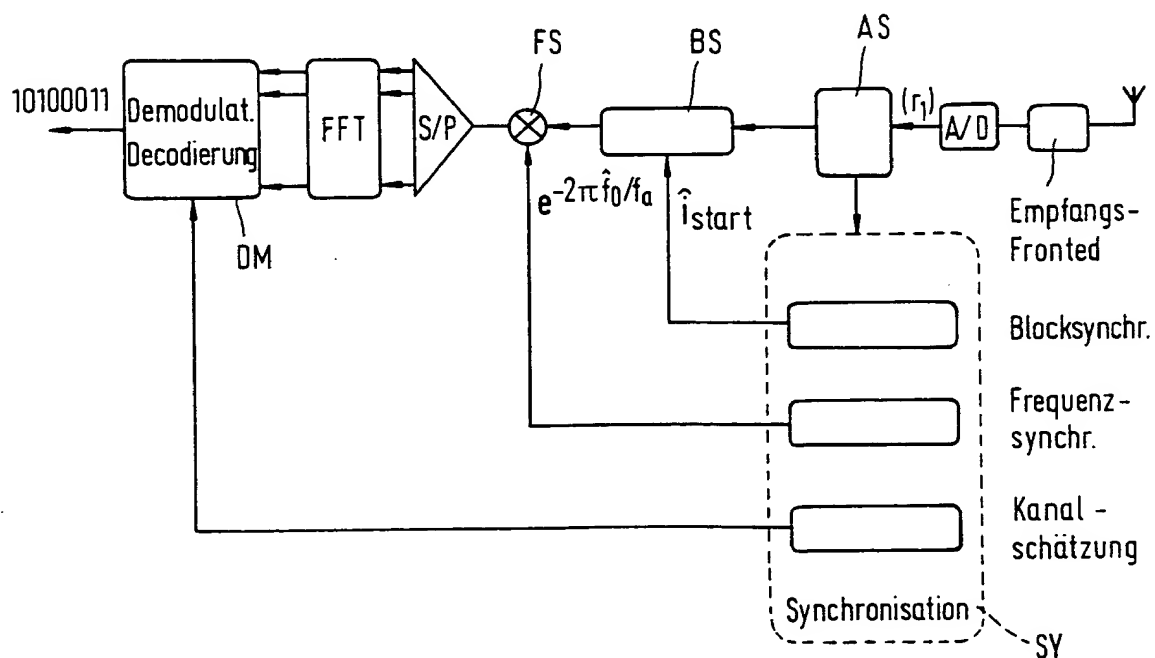 FS
BS
AS
10100011
Demodulat.
Decodierung
FFT
S/P
(r₁)
A/D
e^-2π f̂₀/fₐ
î start
Empfangs-
Fronted
DM
Blocksynchr.
Frequenz-
synchr.
Kanal-
schätzung
Synchronisation
SY